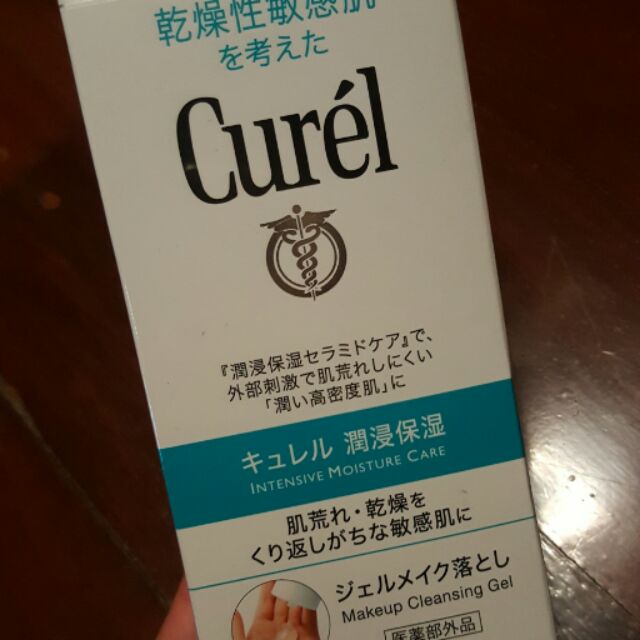 乾燥性敏感肌
を考えた
Curél
『潤浸保湿セラミドケア』で、
外部刺激で肌荒れしにくい
「潤い高密度肌」に
キュレル 潤浸保湿
INTENSIVE MOISTURE CARE
肌荒れ・乾燥を
くり返しがちな敏感肌に
ジェルメイク落とし
Makeup Cleansing Gel
医薬部外品